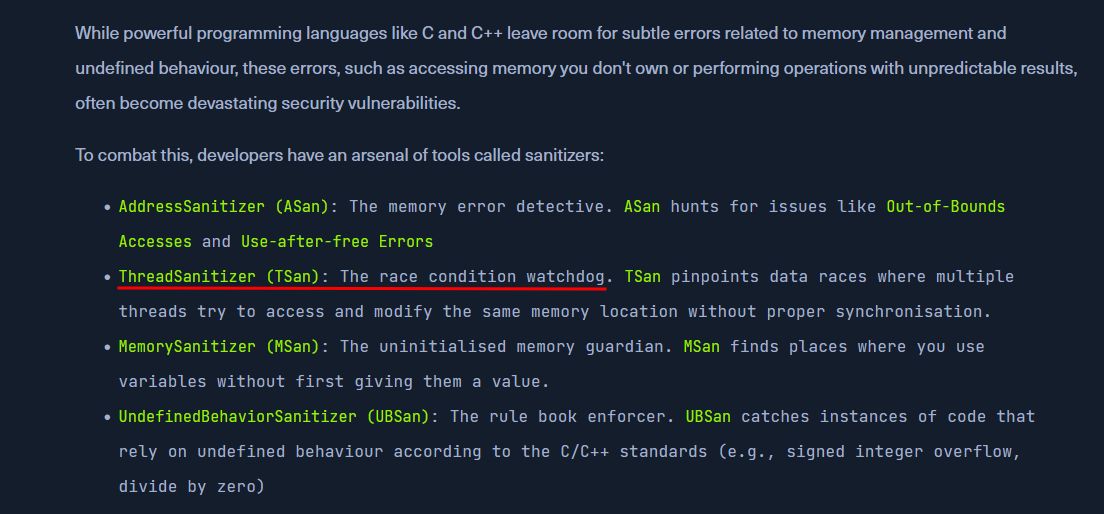 While powerful programming languages like C and C++ leave room for subtle errors related to memory management and
undefined behaviour, these errors, such as accessing memory you don't own or performing operations with unpredictable results,
often become devastating security vulnerabilities.
To combat this, developers have an arsenal of tools called sanitizers:
• AddressSanitizer (ASan): The memory error detective. ASan hunts for issues like Out-of-Bounds
Accesses and Use-after-free Errors
• ThreadSanitizer (TSan): The race condition watchdog. TSan pinpoints data races where multiple
threads try to access and modify the same memory location without proper synchronisation.
• MemorySanitizer (MSan): The uninitialised memory guardian. MSan finds places where you use
variables without first giving them a value.
• UndefinedBehaviorSanitizer (UBSan): The rule book enforcer. UBSan catches instances of code that
rely on undefined behaviour according to the C/C++ standards (e.g., signed integer overflow,
divide by zero)